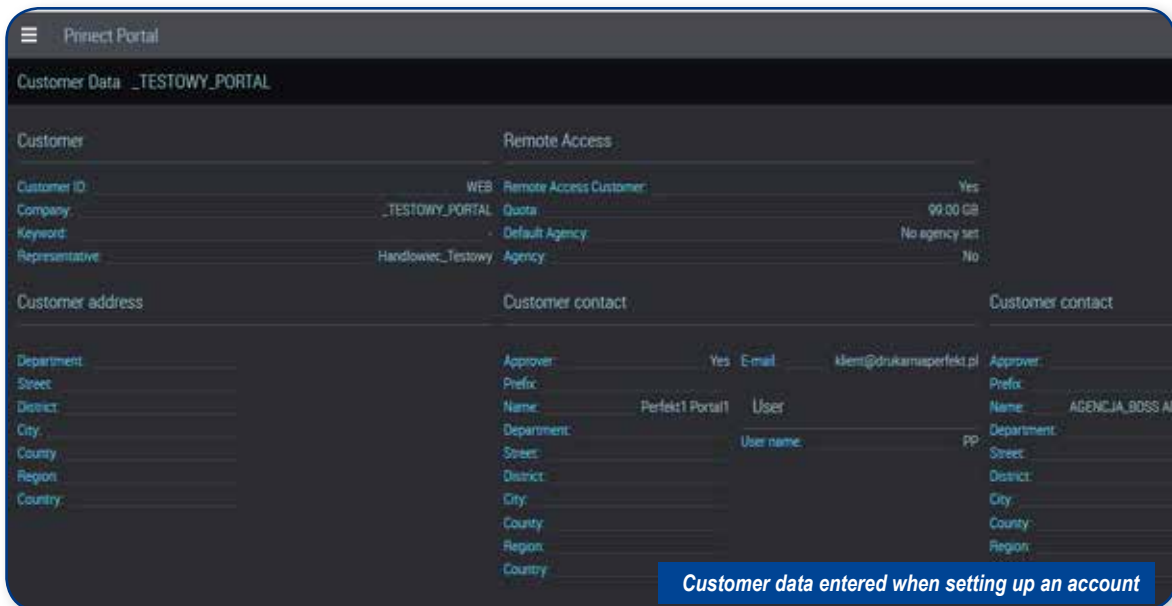 Prinect Portal
Customer Data _TESTOWY_PORTAL
Customer
Customer ID: WEB
Company: _TESTOWY_PORTAL
Keyword: -
Representative: Handlowiec_Testowy
Remote Access
Remote Access Customer: Yes
Quota: 99.00 GB
Default Agency: No agency set
Agency: No
Customer address
Department:
Street:
District:
City:
County:
Region:
Country:
Customer contact
Approver: Yes
Prefix:
Name: Perfekt1 Portal1
Department:
Street:
District:
City:
County:
Region:
Country:
E-mail: klient@drukarniaperfekt.pl
User
User name: PP
Customer contact
Approver:
Prefix:
Name: AGENCJA_BOSS
Department:
Street:
District:
City:
County:
Region:
Customer data entered when setting up an account